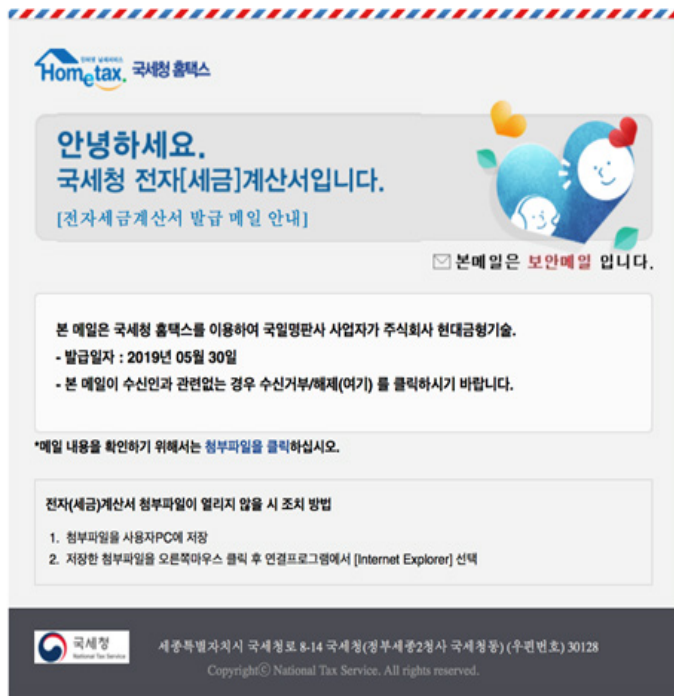 인터넷 납세서비스
Hometax. 국세청 홈택스
안녕하세요.
국세청 전자[세금]계산서입니다.
[전자세금계산서 발급 메일 안내]
본메일은 보안메일 입니다.
본 메일은 국세청 홈택스를 이용하여 국일명판사 사업자가 주식회사 현대금형기술.
- 발급일자 : 2019년 05월 30일
- 본 메일이 수신인과 관련없는 경우 수신거부/해제(여기) 를 클릭하시기 바랍니다.
*메일 내용을 확인하기 위해서는 첨부파일을 클릭하십시오.
전자(세금)계산서 첨부파일이 열리지 않을 시 조치 방법
1. 첨부파일을 사용자PC에 저장
2. 저장한 첨부파일을 오른쪽마우스 클릭 후 연결프로그램에서 [Internet Explorer] 선택
국세청
National Tax Service
세종특별자치시 국세청로 8-14 국세청(정부세종2청사 국세청동) (우편번호) 30128
Copyrightⓒ National Tax Service. All rights reserved.